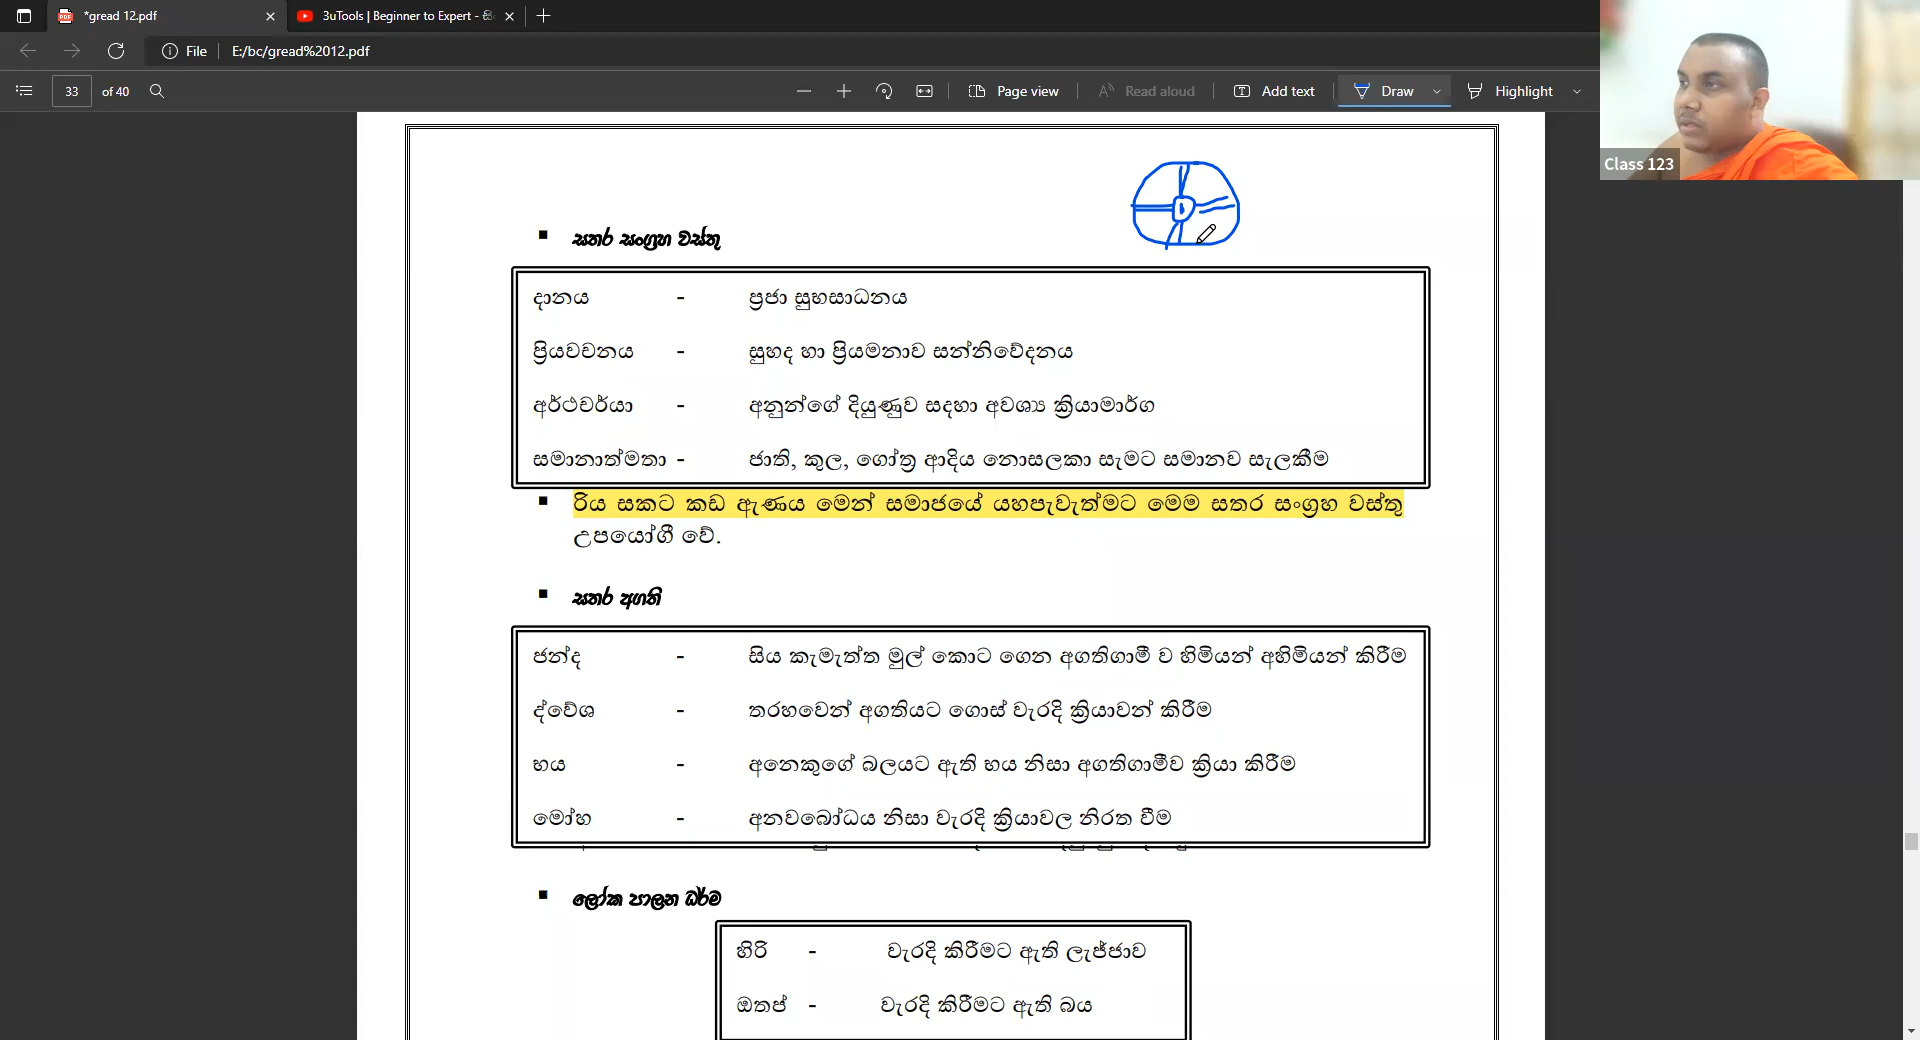 *gread 12.pdf
3uTools | Beginner to Expert - සි
File E:/bc/gread%2012.pdf
33 of 40 Page view Read aloud Add text Draw Highlight
Class 123
සතර සංග්‍රහ වස්තු
දානය - ප්‍රජා සුභසාධනය
ප්‍රියවචනය - සුහද හා ප්‍රියමනාව සන්නිවේදනය
අර්ථචර්යා - අනුන්ගේ දියුණුව සදහා අවශ්‍ය ක්‍රියාමාර්ග
සමානාත්මතා - ජාති, කුල, ගෝත්‍ර ආදිය නොසලකා සැමට සමානව සැලකීම
රිය සකට කඩ ඇණය මෙන් සමාජයේ යහපැවැත්මට මෙම සතර සංග්‍රහ වස්තු
උපයෝගී වේ.
සතර අගති
ඡන්ද - සිය කැමැත්ත මුල් කොට ගෙන අගතිගාමී ව හිමියන් අහිමියන් කිරීම
ද්වේශ - තරහවෙන් අගතියට ගොස් වැරදි ක්‍රියාවන් කිරීම
භය - අනෙකුගේ බලයට ඇති භය නිසා අගතිගාමීව ක්‍රියා කිරීම
මෝහ - අනවබෝධය නිසා වැරදි ක්‍රියාවල නිරත වීම
ලෝක පාලන ධර්ම
හිරි - වැරදි කිරීමට ඇති ලැජ්ජාව
ඔතප් - වැරදි කිරීමට ඇති බය